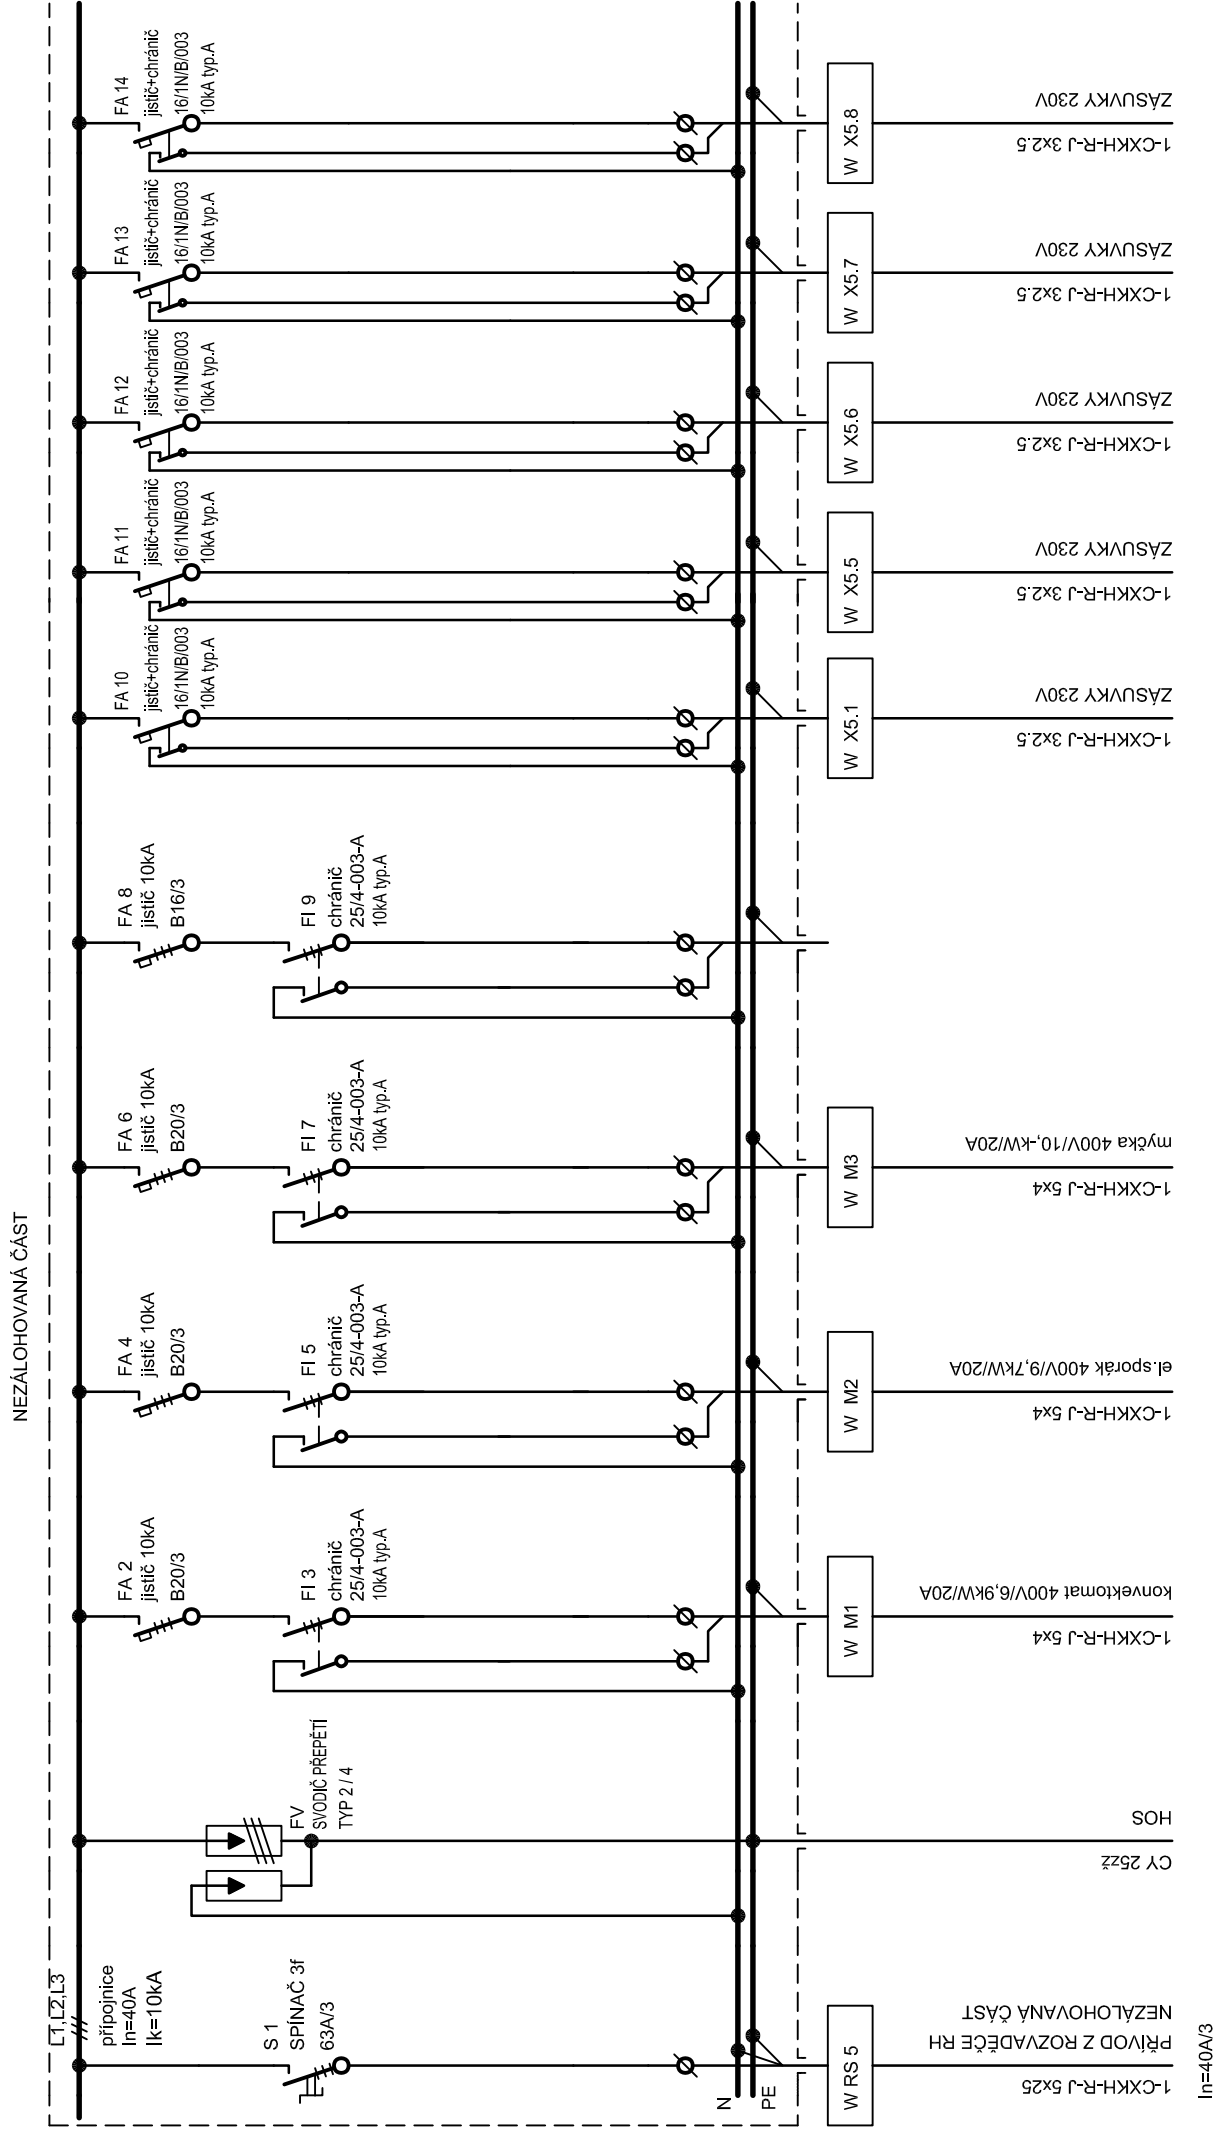 NEZÁLOHOVANÁ ČÁST
L1,L2,L3
přípojnice
In=40A
Ik=10kA
S 1
SPÍNAČ 3f
63A/3
FV
SVODIČ PŘEPĚTÍ
TYP 2 / 4
FA 2
jistič 10kA
B20/3
FI 3
chránič
25/4-003-A
10kA typ.A
FA 4
jistič 10kA
B20/3
FI 5
chránič
25/4-003-A
10kA typ.A
FA 6
jistič 10kA
B20/3
FI 7
chránič
25/4-003-A
10kA typ.A
FA 8
jistič 10kA
B16/3
FI 9
chránič
25/4-003-A
10kA typ.A
FA 10
jistič+chránič
16/1N/B/003
10kA typ.A
FA 11
jistič+chránič
16/1N/B/003
10kA typ.A
FA 12
jistič+chránič
16/1N/B/003
10kA typ.A
FA 13
jistič+chránič
16/1N/B/003
10kA typ.A
FA 14
jistič+chránič
16/1N/B/003
10kA typ.A
N
PE
W RS 5
1-CXKH-R-J 5x25
PŘÍVOD Z ROZVADĚČE RH
NEZÁLOHOVANÁ ČÁST
In=40A/3
CY 25zž
HOS
W M1
1-CXKH-R-J 5x4
konvektomat 400V/6,9kW/20A
W M2
1-CXKH-R-J 5x4
el.sporák 400V/9,7kW/20A
W M3
1-CXKH-R-J 5x4
myčka 400V/10,-kW/20A
W X5.1
1-CXKH-R-J 3x2.5
ZÁSUVKY 230V
W X5.5
1-CXKH-R-J 3x2.5
ZÁSUVKY 230V
W X5.6
1-CXKH-R-J 3x2.5
ZÁSUVKY 230V
W X5.7
1-CXKH-R-J 3x2.5
ZÁSUVKY 230V
W X5.8
1-CXKH-R-J 3x2.5
ZÁSUVKY 230V